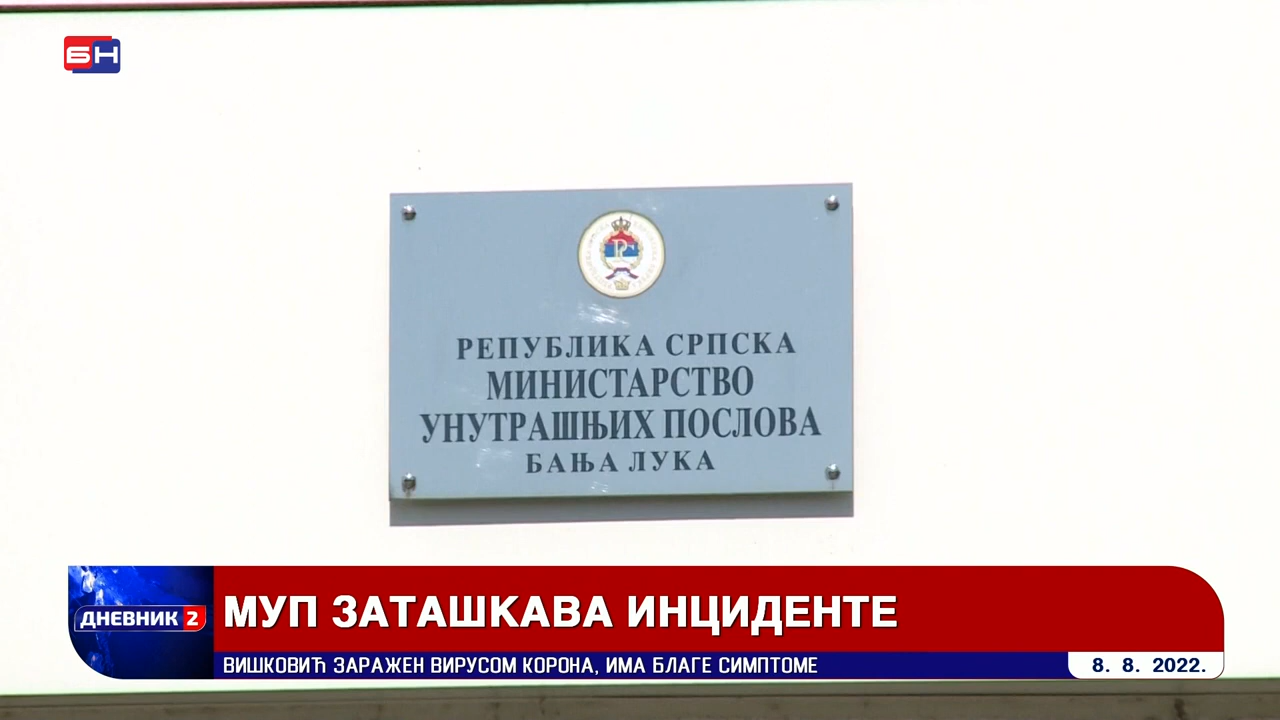 БН
РЕПУБЛИКА СРПСКА
МИНИСТАРСТВО
УНУТРАШЊИХ ПОСЛОВА
БАЊА ЛУКА
ДНЕВНИК 2
МУП ЗАТАШКАВА ИНЦИДЕНТЕ
ВИШКОВИЋ ЗАРАЖЕН ВИРУСОМ КОРОНА, ИМА БЛАГЕ СИМПТОМЕ
8. 8. 2022.